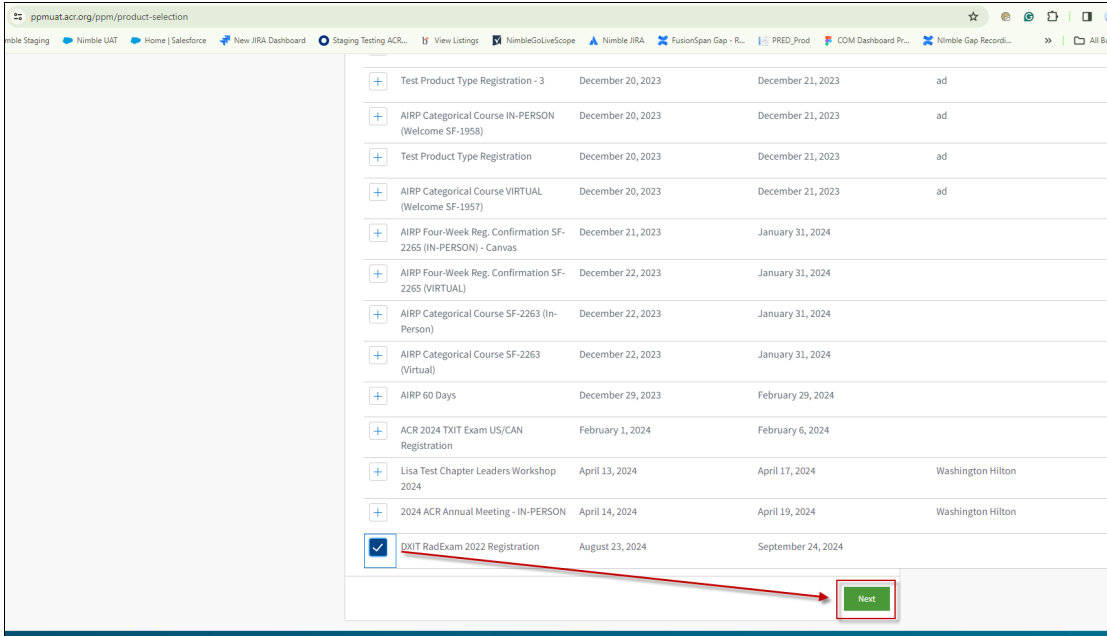 ppmuat.acr.org/ppm/product-selection
mble Staging Nimble UAT Home | Salesforce New JIRA Dashboard Staging Testing ACR... View Listings NimbleGoLiveScope Nimble JIRA FusionSpan Gap - R... PRED_Prod COM Dashboard Pr... NImble Gap Recordi... » All Bo
Test Product Type Registration - 3 December 20, 2023 December 21, 2023 ad
AIRP Categorical Course IN-PERSON December 20, 2023 December 21, 2023 ad
(Welcome SF-1958)
Test Product Type Registration December 20, 2023 December 21, 2023 ad
AIRP Categorical Course VIRTUAL December 20, 2023 December 21, 2023 ad
(Welcome SF-1957)
AIRP Four-Week Reg. Confirmation SF- December 21, 2023 January 31, 2024
2265 (IN-PERSON) - Canvas
AIRP Four-Week Reg. Confirmation SF- December 22, 2023 January 31, 2024
2265 (VIRTUAL)
AIRP Categorical Course SF-2263 (In- December 22, 2023 January 31, 2024
Person)
AIRP Categorical Course SF-2263 December 22, 2023 January 31, 2024
(Virtual)
AIRP 60 Days December 29, 2023 February 29, 2024
ACR 2024 TXIT Exam US/CAN February 1, 2024 February 6, 2024
Registration
Lisa Test Chapter Leaders Workshop April 13, 2024 April 17, 2024 Washington Hilton
2024
2024 ACR Annual Meeting - IN-PERSON April 14, 2024 April 19, 2024 Washington Hilton
DXIT RadExam 2022 Registration August 23, 2024 September 24, 2024
Next